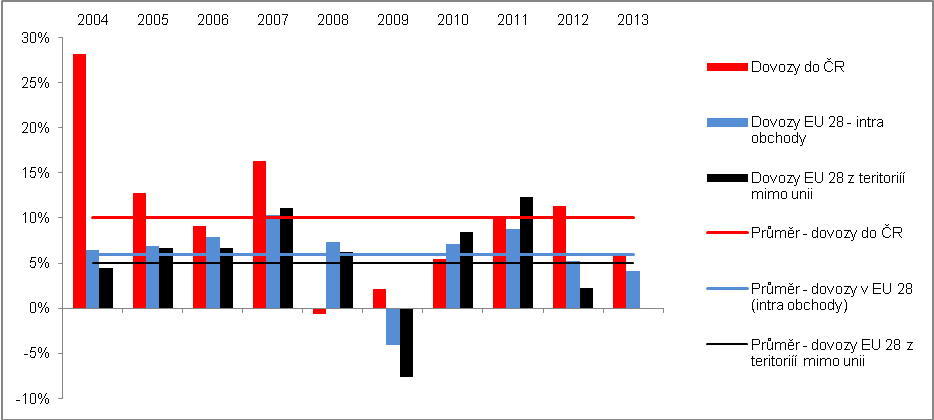 2004 2005 2006 2007 2008 2009 2010 2011 2012 2013
30%
25%
20%
15%
10%
5%
0%
-5%
-10%
Dovozy do ČR
Dovozy EU 28 - intra
obchody
Dovozy EU 28 z teritoriíí
mimo unii
Průměr - dovozy do ČR
Průměr - dovozy v EU 28
(intra obchody)
Průměr - dovozy EU 28 z
teritoriíí mimo unii